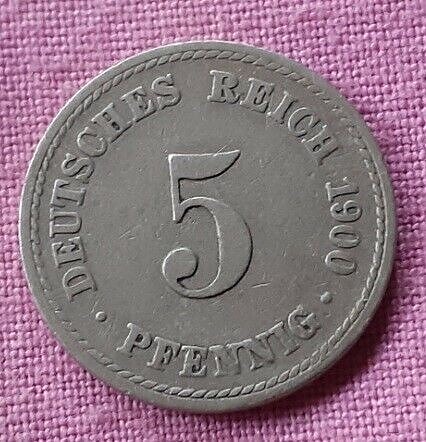 DEUTSCHES REICH 1900
5
· PFENNIG ·